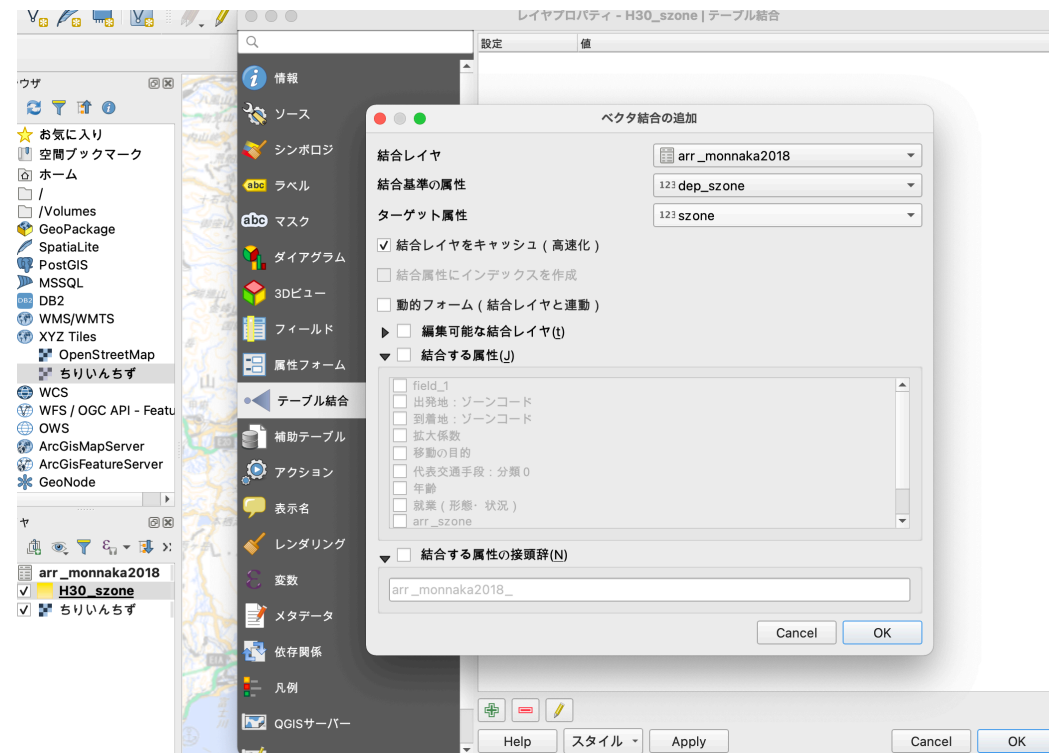 レイヤプロパティ - H30_szone | テーブル結合
設定
値
情報
ソース
シンボロジ
ラベル
マスク
ダイアグラム
3Dビュー
フィールド
属性フォーム
テーブル結合
補助テーブル
アクション
表示名
レンダリング
変数
メタデータ
依存関係
凡例
QGISサーバー
ベクタ結合の追加
結合レイヤ
arr_monnaka2018
結合基準の属性
123 dep_szone
ターゲット属性
123 szone
結合レイヤをキャッシュ(高速化)
結合属性にインデックスを作成
動的フォーム(結合レイヤと連動)
編集可能な結合レイヤ(t)
結合する属性(J)
field_1
出発地:ゾーンコード
到着地:ゾーンコード
拡大係数
移動の目的
代表交通手段:分類0
年齢
就業(形態・状況)
arr_szone
結合する属性の接頭辞(N)
arr_monnaka2018_
Cancel
OK
Help
スタイル
Apply
Cancel
OK
ウザ
お気に入り
空間ブックマーク
ホーム
/
/Volumes
GeoPackage
SpatiaLite
PostGIS
MSSQL
DB2
WMS/WMTS
XYZ Tiles
OpenStreetMap
ちりいんちず
WCS
WFS / OGC API - Featu
OWS
ArcGisMapServer
ArcGisFeatureServer
GeoNode
ヤ
arr_monnaka2018
H30_szone
ちりいんちず